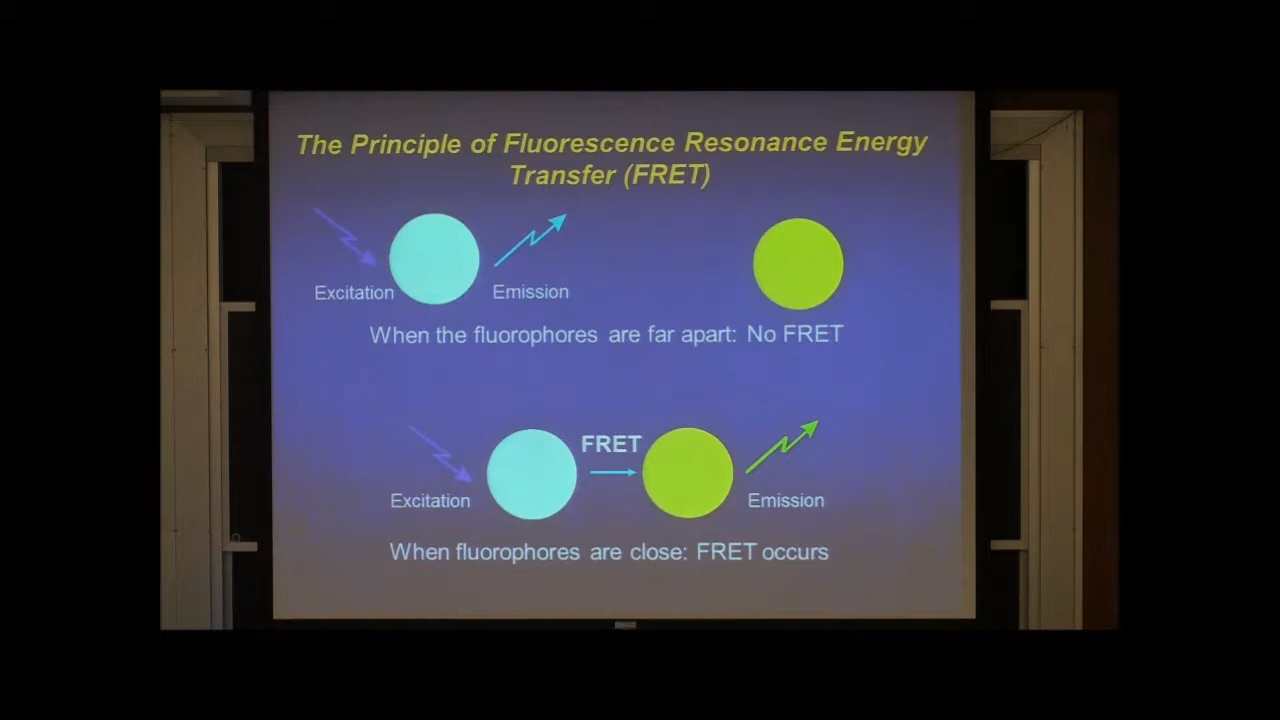 The Principle of Fluorescence Resonance Energy
Transfer (FRET)
Excitation
Emission
When the fluorophores are far apart: No FRET
FRET
Excitation
Emission
When fluorophores are close: FRET occurs